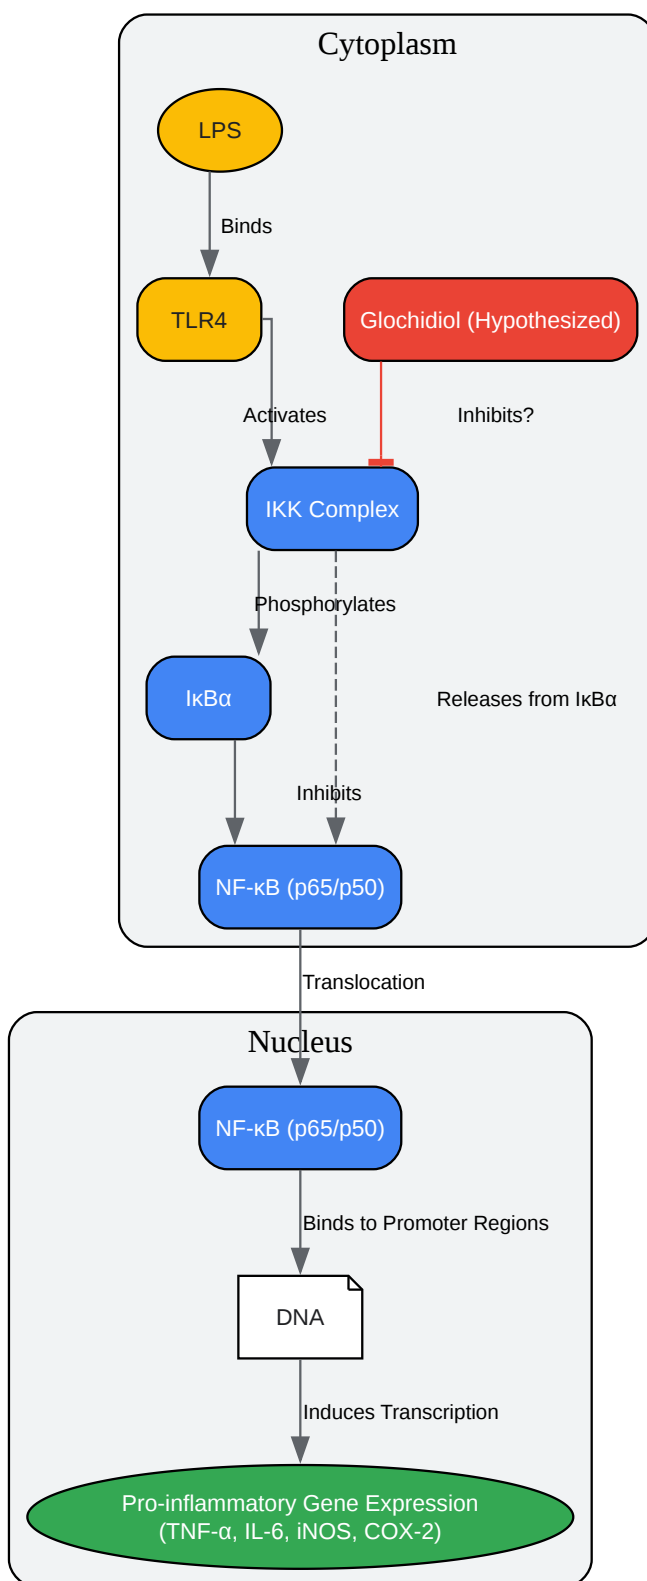 Cytoplasm
LPS
Binds
TLR4
Glochidiol (Hypothesized)
Activates
Inhibits?
IKK Complex
Phosphorylates
IκBα
Releases from IκBα
Inhibits
NF-κB (p65/p50)
Translocation
Nucleus
NF-κB (p65/p50)
Binds to Promoter Regions
DNA
Induces Transcription
Pro-inflammatory Gene Expression
(TNF-α, IL-6, iNOS, COX-2)